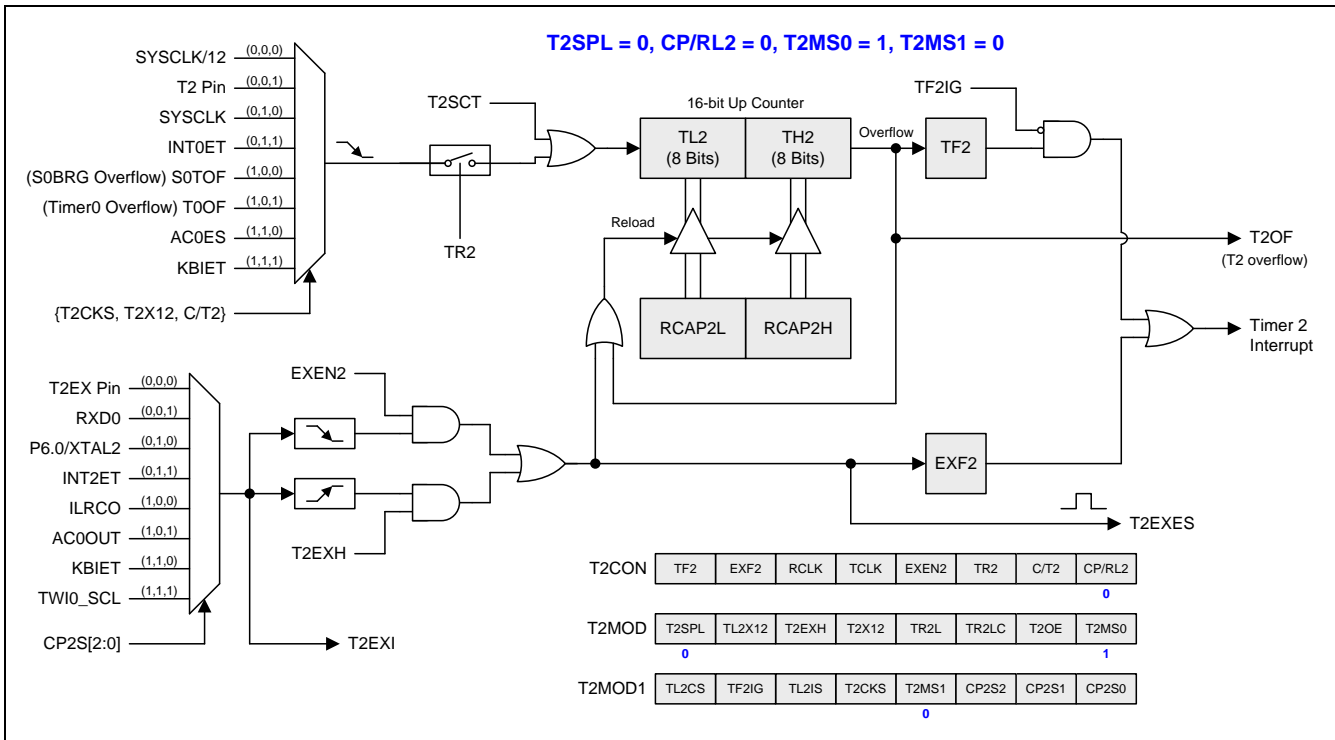 T2SPL = 0, CP/RL2 = 0, T2MS0 = 1, T2MS1 = 0
SYSCLK/12 (0,0,0)
T2 Pin (0,0,1)
SYSCLK (0,1,0)
INT0ET (0,1,1)
(S0BRG Overflow) S0TOF (1,0,0)
(Timer0 Overflow) T0OF (1,0,1)
AC0ES (1,1,0)
KBIET (1,1,1)
{T2CKS, T2X12, C/T2}
TR2
T2SCT
16-bit Up Counter
TL2
(8 Bits)
TH2
(8 Bits)
Overflow
TF2
TF2IG
Reload
RCAP2L
RCAP2H
T2OF
(T2 overflow)
Timer 2
Interrupt
T2EX Pin (0,0,0)
RXD0 (0,0,1)
P6.0/XTAL2 (0,1,0)
INT2ET (0,1,1)
ILRCO (1,0,0)
AC0OUT (1,0,1)
KBIET (1,1,0)
TWI0_SCL (1,1,1)
CP2S[2:0]
EXEN2
T2EXH
T2EXI
EXF2
T2EXES
T2CON TF2 EXF2 RCLK TCLK EXEN2 TR2 C/T2 CP/RL2
0
T2MOD T2SPL TL2X12 T2EXH T2X12 TR2L TR2LC T2OE T2MS0
0 1
T2MOD1 TL2CS TF2IG TL2IS T2CKS T2MS1 CP2S2 CP2S1 CP2S0
0